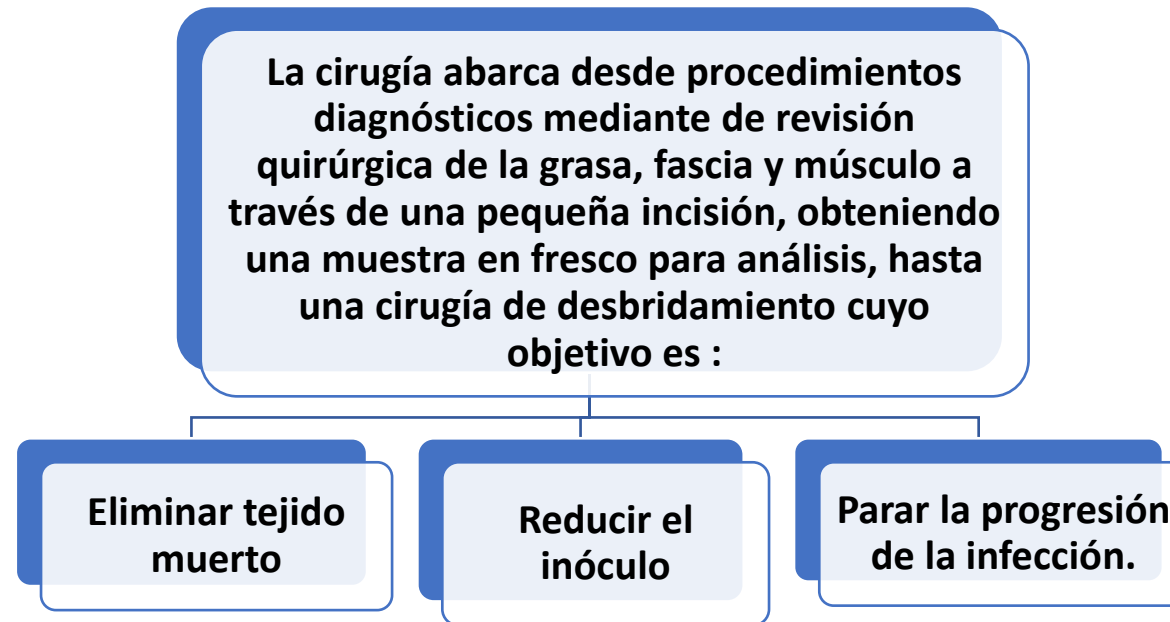 La cirugía abarca desde procedimientos
diagnósticos mediante de revisión
quirúrgica de la grasa, fascia y músculo a
través de una pequeña incisión, obteniendo
una muestra en fresco para análisis, hasta
una cirugía de desbridamiento cuyo
objetivo es :
Eliminar tejido
muerto
Reducir el
inóculo
Parar la progresión
de la infección.